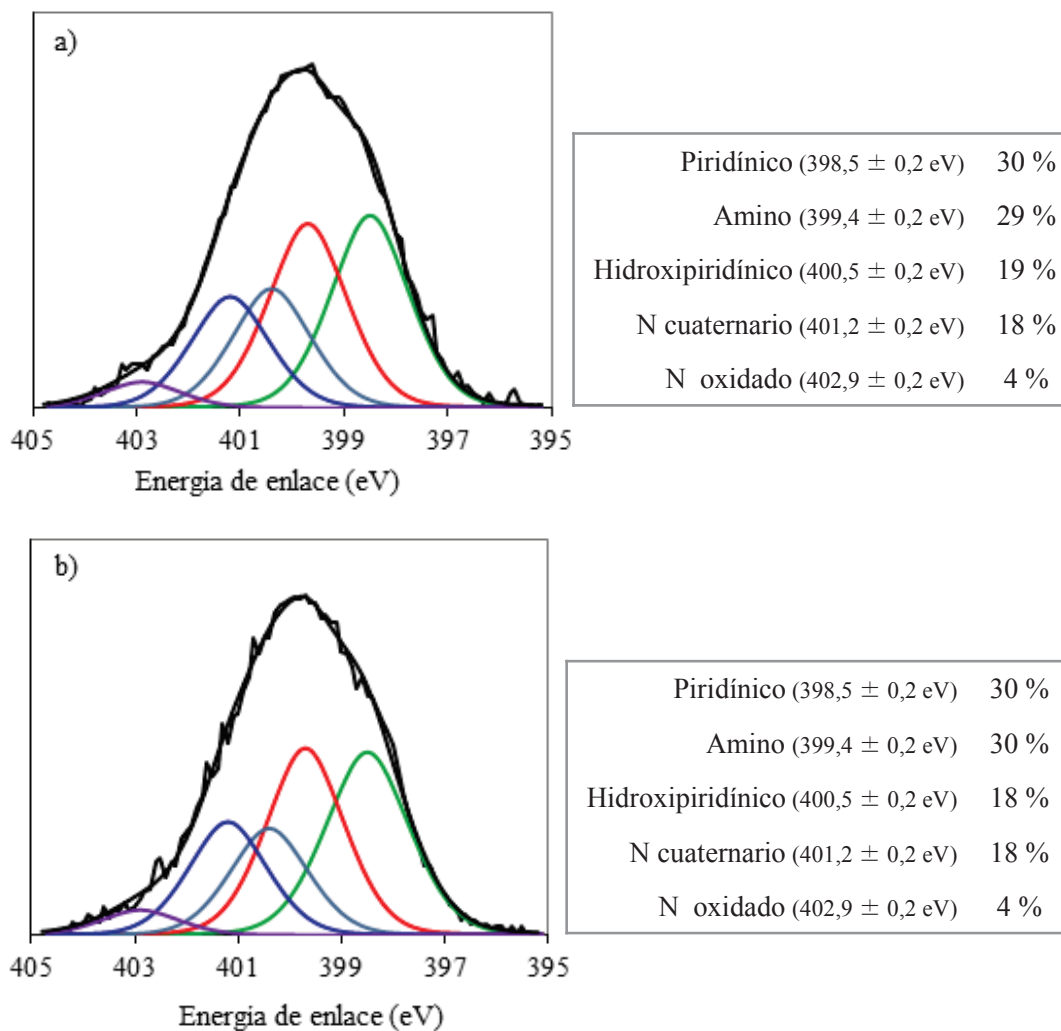 a)
Piridínico (398,5 ± 0,2 eV) 30 %
Amino (399,4 ± 0,2 eV) 29 %
Hidroxipiridínico (400,5 ± 0,2 eV) 19 %
N cuaternario (401,2 ± 0,2 eV) 18 %
N oxidado (402,9 ± 0,2 eV) 4 %
405 403 401 399 397 395
Energia de enlace (eV)
b)
Piridínico (398,5 ± 0,2 eV) 30 %
Amino (399,4 ± 0,2 eV) 30 %
Hidroxipiridínico (400,5 ± 0,2 eV) 18 %
N cuaternario (401,2 ± 0,2 eV) 18 %
N oxidado (402,9 ± 0,2 eV) 4 %
405 403 401 399 397 395
Energia de enlace (eV)